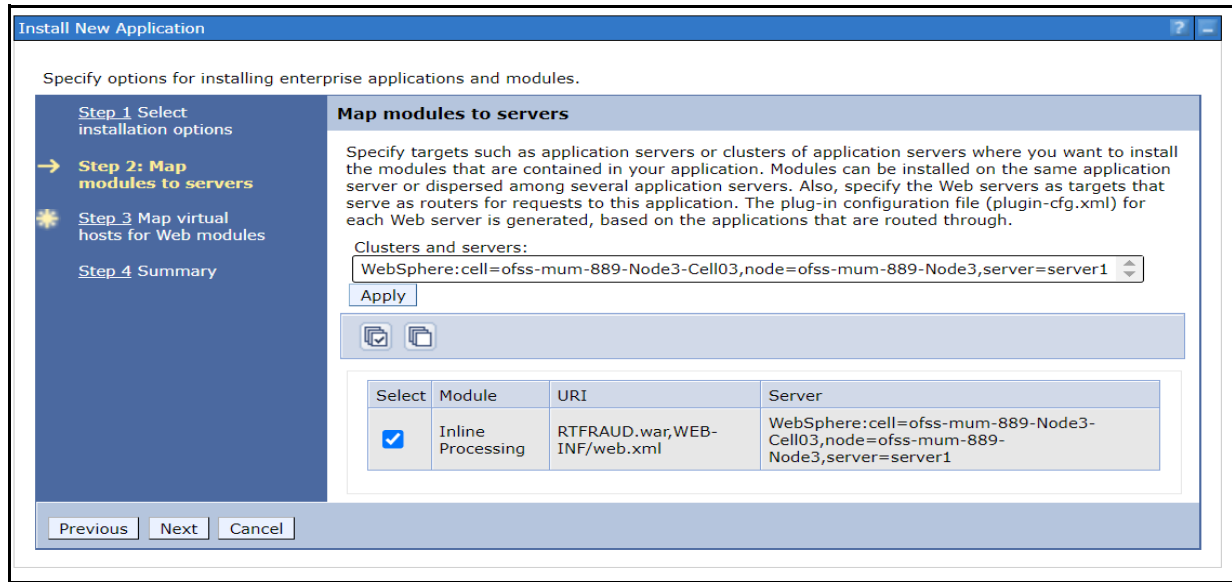 Install New Application
?
Specify options for installing enterprise applications and modules.
Step 1 Select
installation options
Step 2: Map
modules to servers
Step 3 Map virtual
hosts for Web modules
Step 4 Summary
Map modules to servers
Specify targets such as application servers or clusters of application servers where you want to install
the modules that are contained in your application. Modules can be installed on the same application
server or dispersed among several application servers. Also, specify the Web servers as targets that
serve as routers for requests to this application. The plug-in configuration file (plugin-cfg.xml) for
each Web server is generated, based on the applications that are routed through.
Clusters and servers:
WebSphere:cell=ofss-mum-889-Node3-Cell03,node=ofss-mum-889-Node3,server=server1
Apply
Select Module URI Server
Inline
Processing
RTFRAUD.war,WEB-
INF/web.xml
WebSphere:cell=ofss-mum-889-Node3-
Cell03,node=ofss-mum-889-
Node3,server=server1
Previous Next Cancel